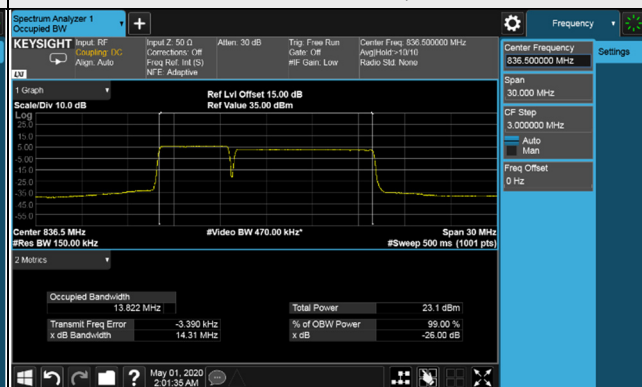 Spectrum Analyzer 1
Occupied BW
Frequency
KEYSIGHT
Input: RF
Coupling: DC
Align: Auto
Input Z: 50 Ω
Corrections: Off
Freq Ref: Int (S)
NFE: Adaptive
Atten: 30 dB
Trig: Free Run
Gate: Off
#IF Gain: Low
Center Freq: 836.500000 MHz
Avg|Hold:>10/10
Radio Std: None
LXI
Center Frequency
836.500000 MHz
Settings
Span
30.000 MHz
CF Step
3.000000 MHz
Auto
Man
Freq Offset
0 Hz
1 Graph
Scale/Div 10.0 dB
Ref Lvl Offset 15.00 dB
Ref Value 35.00 dBm
Log
25.0
15.0
5.00
-5.00
-15.0
-25.0
-35.0
-45.0
-55.0
Center 836.5 MHz
#Res BW 150.00 kHz
#Video BW 470.00 kHz*
Span 30 MHz
#Sweep 500 ms (1001 pts)
2 Metrics
Occupied Bandwidth
13.822 MHz
Total Power 23.1 dBm
Transmit Freq Error -3.390 kHz
% of OBW Power 99.00 %
x dB Bandwidth 14.31 MHz
x dB -26.00 dB
May 01, 2020
2:01:35 AM